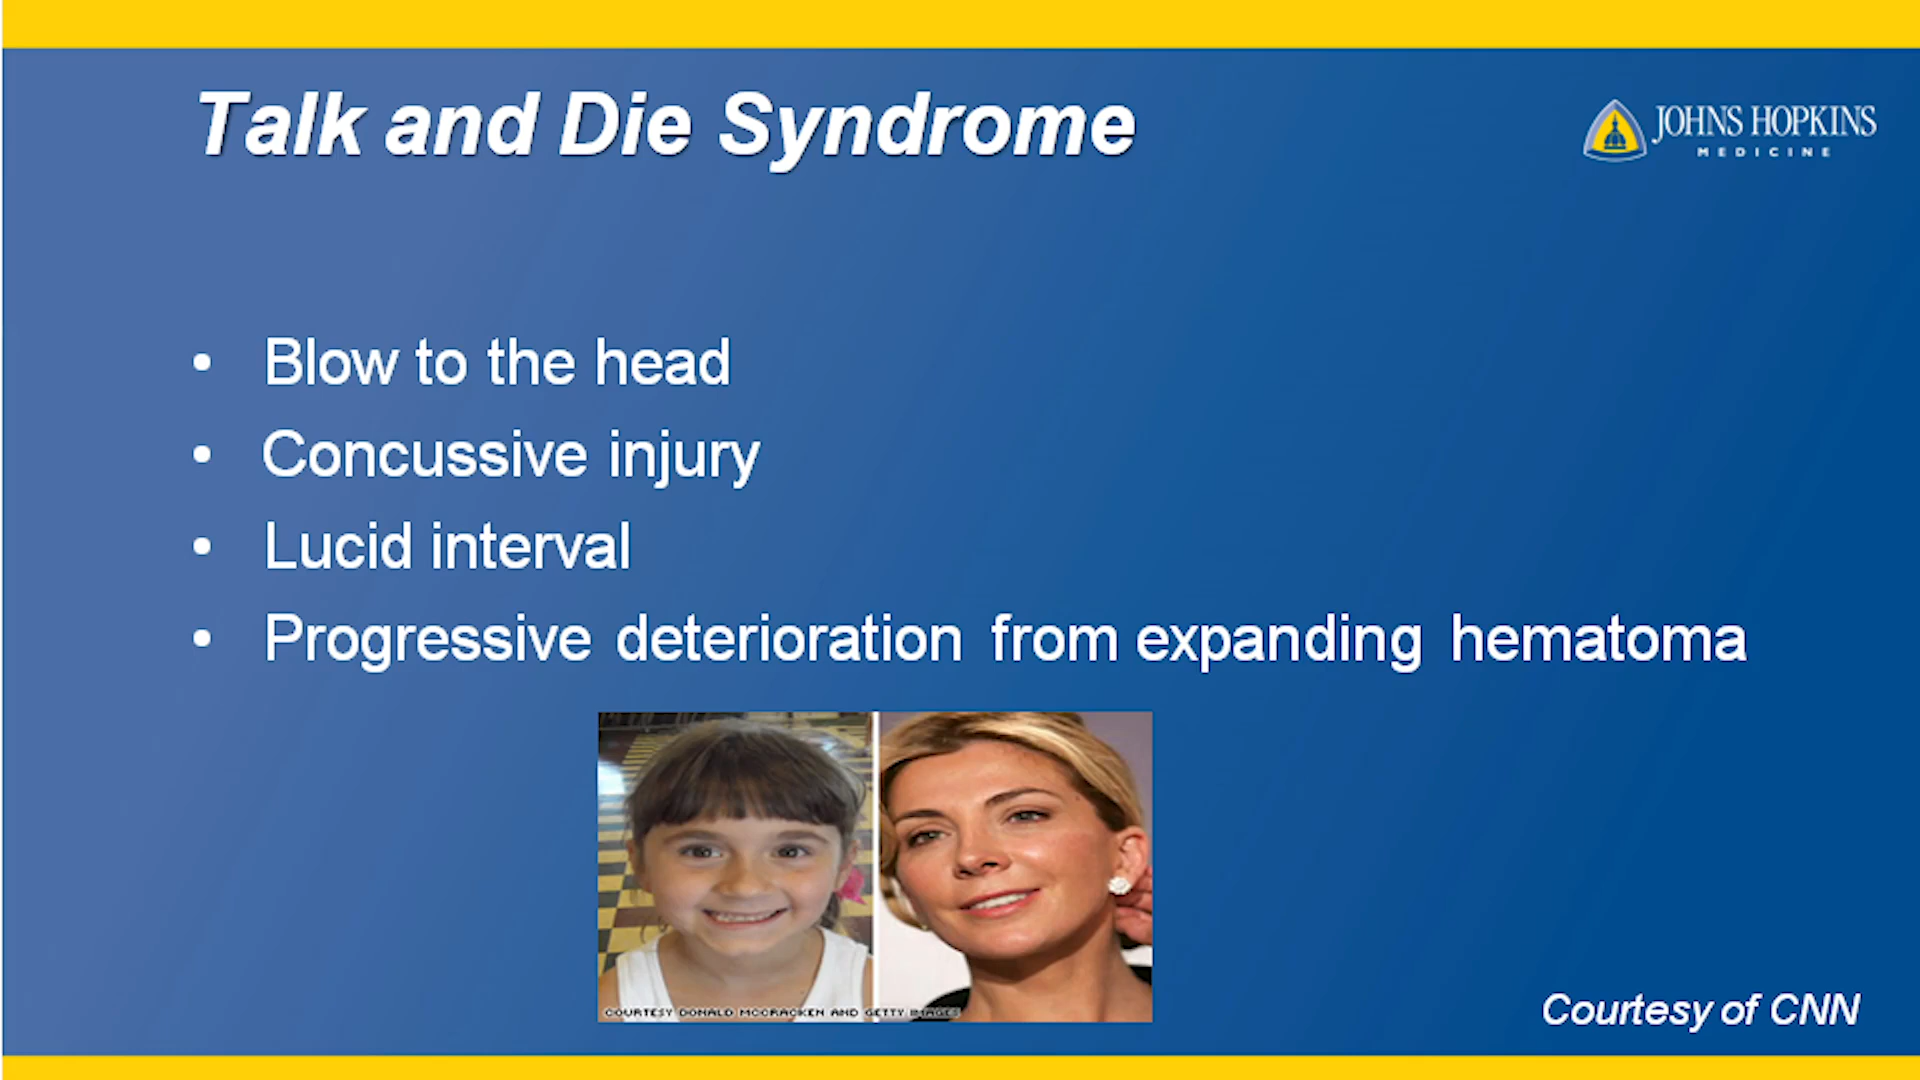 Talk and Die Syndrome
JOHNS HOPKINS
MEDICINE
• Blow to the head
• Concussive injury
• Lucid interval
• Progressive deterioration from expanding hematoma
COURTESY DONALD MCCRACKEN AND GETTY IMAGES
Courtesy of CNN